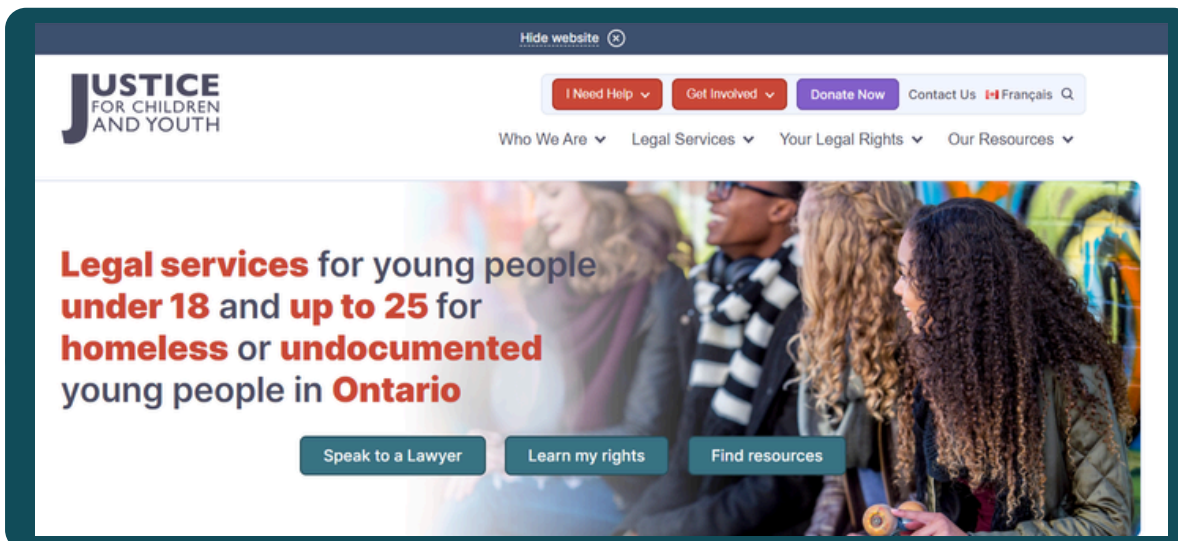 Hide website
JUSTICE
FOR CHILDREN
AND YOUTH
I Need Help
Get Involved
Donate Now
Contact Us
Français
Who We Are
Legal Services
Your Legal Rights
Our Resources
Legal services for young people
under 18 and up to 25 for
homeless or undocumented
young people in Ontario
Speak to a Lawyer
Learn my rights
Find resources